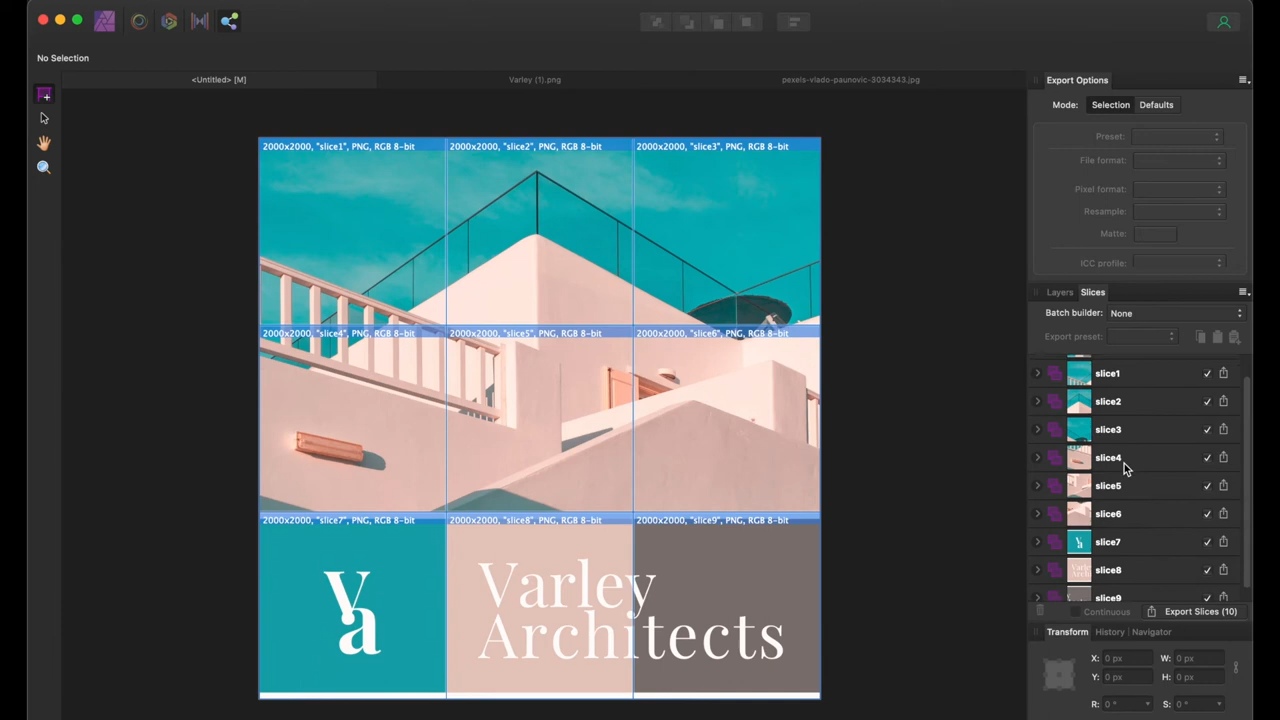 No Selection
<Untitled> [M]
Varley (1).png
pexels-vlado-paunovic-3034343.jpg
2000x2000, "slice1", PNG, RGB 8-bit
2000x2000, "slice2", PNG, RGB 8-bit
2000x2000, "slice3", PNG, RGB 8-bit
2000x2000, "slice4", PNG, RGB 8-bit
2000x2000, "slice5", PNG, RGB 8-bit
2000x2000, "slice6", PNG, RGB 8-bit
2000x2000, "slice7", PNG, RGB 8-bit
2000x2000, "slice8", PNG, RGB 8-bit
2000x2000, "slice9", PNG, RGB 8-bit
va
Varley
Architects
Export Options
Mode: Selection Defaults
Preset:
File format:
Pixel format:
Resample:
Matte:
ICC profile:
Layers Slices
Batch builder: None
Export preset:
slice1
slice2
slice3
slice4
slice5
slice6
slice7
slice8
slice9
Continuous Export Slices (10)
Transform History Navigator
X: 0 px W: 0 px
Y: 0 px H: 0 px
R: 0 ° S: 0 °